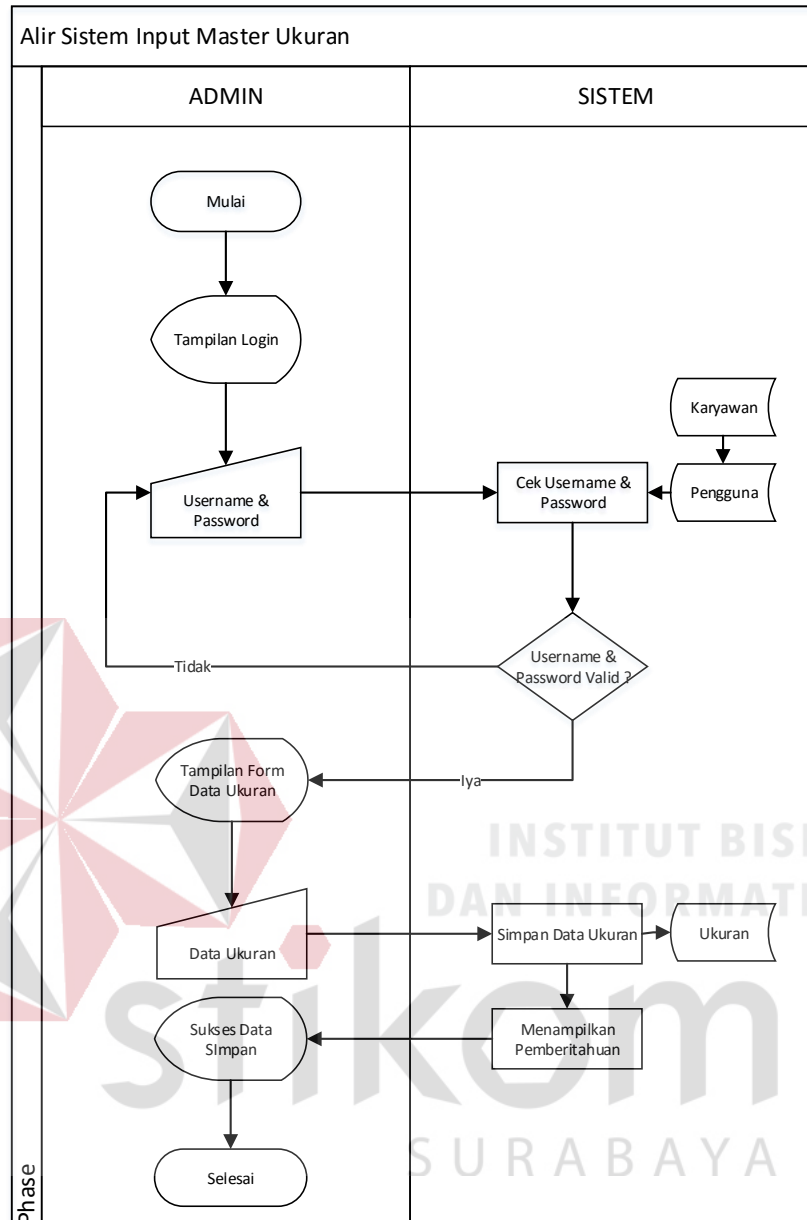 Alir Sistem Input Master Ukuran
ADMIN
SISTEM
Mulai
Tampilan Login
Karyawan
Username &
Password
Cek Username &
Password
Pengguna
Username &
Password Valid ?
Tidak
Iya
Tampilan Form
Data Ukuran
INSTITUT BISI
DAN INFORMATI
Data Ukuran
Simpan Data Ukuran
Ukuran
Sukses Data
SImpan
Menampilkan
Pemberitahuan
stikom
SURABAYA
Selesai
Phase